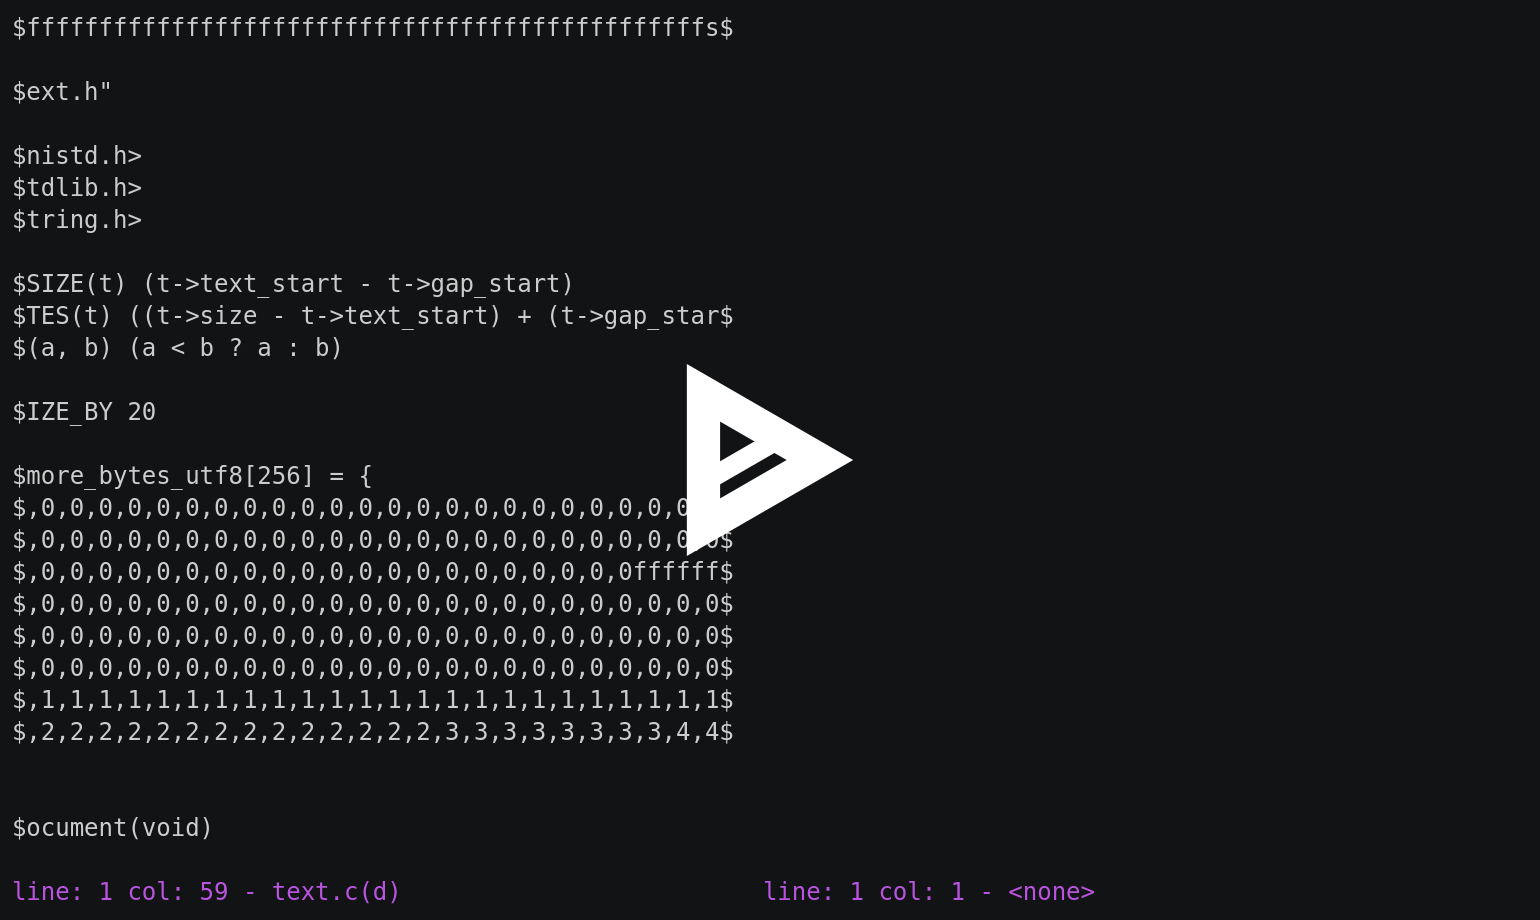 $fffffffffffffffffffffffffffffffffffffffffffffffs$
$ext.h"
$nistd.h>
$tdlib.h>
$tring.h>
$SIZE(t) (t->text_start - t->gap_start)
$TES(t) ((t->size - t->text_start) + (t->gap_star$
$(a, b) (a < b ? a : b)
$IZE_BY 20
$more_bytes_utf8[256] = {
$,0,0,0,0,0,0,0,0,0,0,0,0,0,0,0,0,0,0,0,0,0,0,0
$,0,0,0,0,0,0,0,0,0,0,0,0,0,0,0,0,0,0,0,0,0,0,0,0$
$,0,0,0,0,0,0,0,0,0,0,0,0,0,0,0,0,0,0,0,0,0ffffff$
$,0,0,0,0,0,0,0,0,0,0,0,0,0,0,0,0,0,0,0,0,0,0,0,0$
$,0,0,0,0,0,0,0,0,0,0,0,0,0,0,0,0,0,0,0,0,0,0,0,0$
$,0,0,0,0,0,0,0,0,0,0,0,0,0,0,0,0,0,0,0,0,0,0,0,0$
$,1,1,1,1,1,1,1,1,1,1,1,1,1,1,1,1,1,1,1,1,1,1,1,1$
$,2,2,2,2,2,2,2,2,2,2,2,2,2,2,3,3,3,3,3,3,3,3,4,4$
$ocument(void)
line: 1 col: 59 - text.c(d)
line: 1 col: 1 - <none>